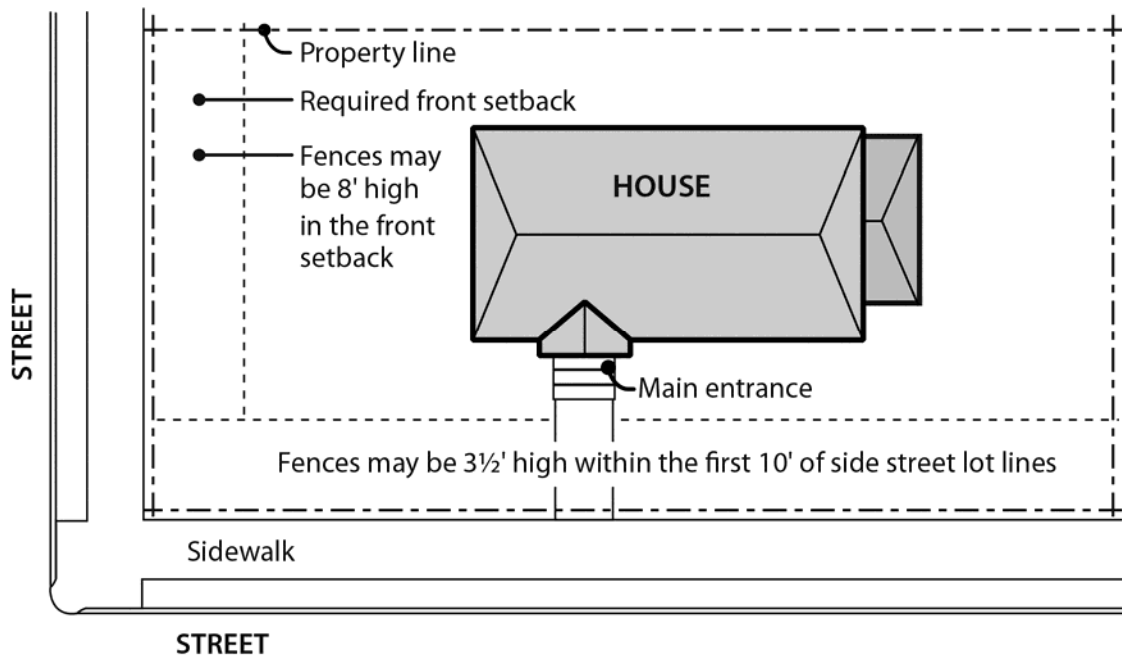 Property line
Required front setback
Fences may
be 8' high
in the front
setback
HOUSE
STREET
Main entrance
Fences may be 3½' high within the first 10' of side street lot lines
Sidewalk
STREET